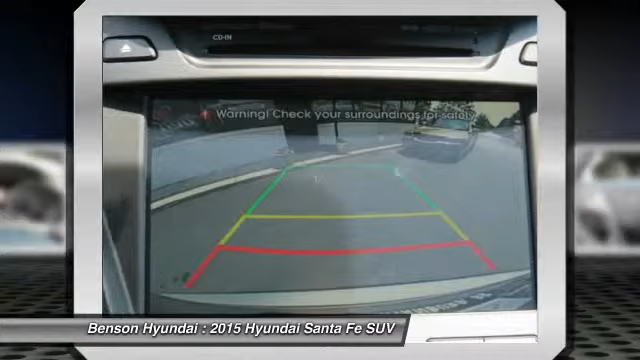 CD-IN
Warning! Check your surroundings for safety
Benson Hyundai : 2015 Hyundai Santa Fe SUV